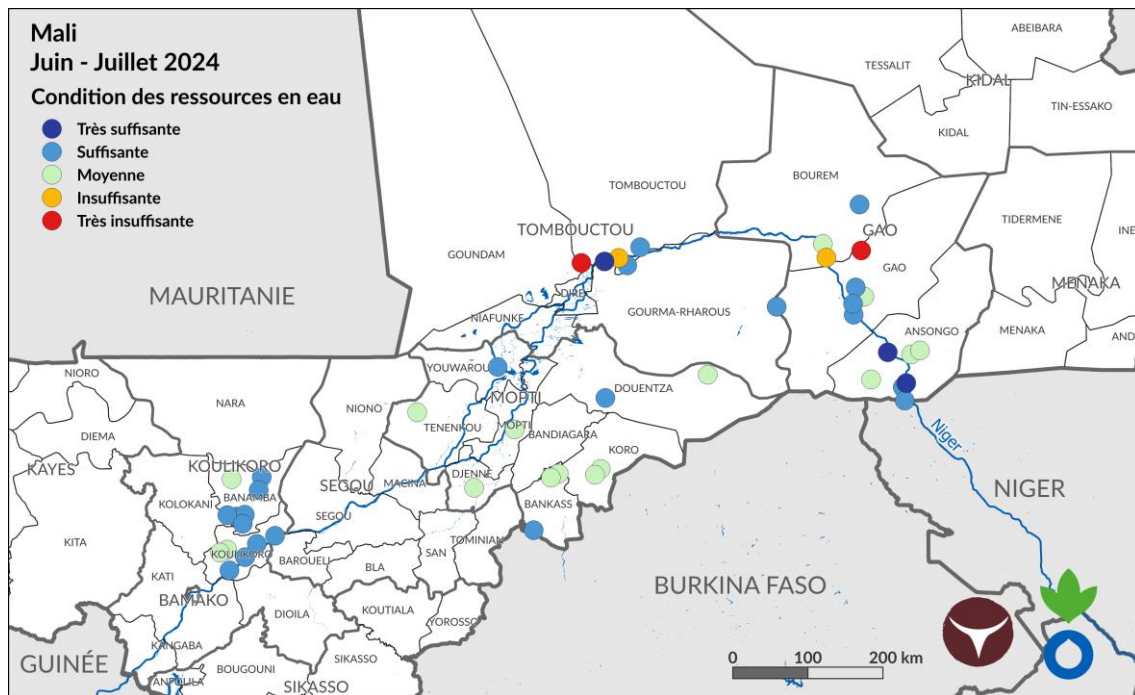 Mali
Juin - Juillet 2024
Condition des ressources en eau
Très suffisante
Suffisante
Moyenne
Insuffisante
Très insuffisante
ABEIBARA
TESSALIT
KIDAL
TIN-ESSAKO
KIDAL
TOMBOUCTOU
BOUREM
TIDERMENE
INE
TOMBOUCTOU
GAO
GOUNDAM
GAO
MENAKA
MAURITANIE
DIRE
NIAFUNKE
GOURMA-RHAROUS
ANSONGO
MENAKA
AND
NIORO
YOUWAROU
DOUENTZA
NARA
NIONO
MOPTI
TENENKOU
MOPTI
BANDIAGARA
Niger
DIEMA
KORO
KAYES
KOULIKORO
SEGOU
MACINA
DJENNE
NIGER
KOLOKANI
BANAMBA
BANKASS
SEGOU
KITA
TOMINIAN
KOULIKORO
BAROUELI
SAN
BLA
KATI
BURKINA FASO
BAMAKO
DIOILA
KOUTIALA
YOROSSO
KANGABA
GUINÉE
BOUGOUNI
SIKASSO
SIKASSO
0 100 200 km